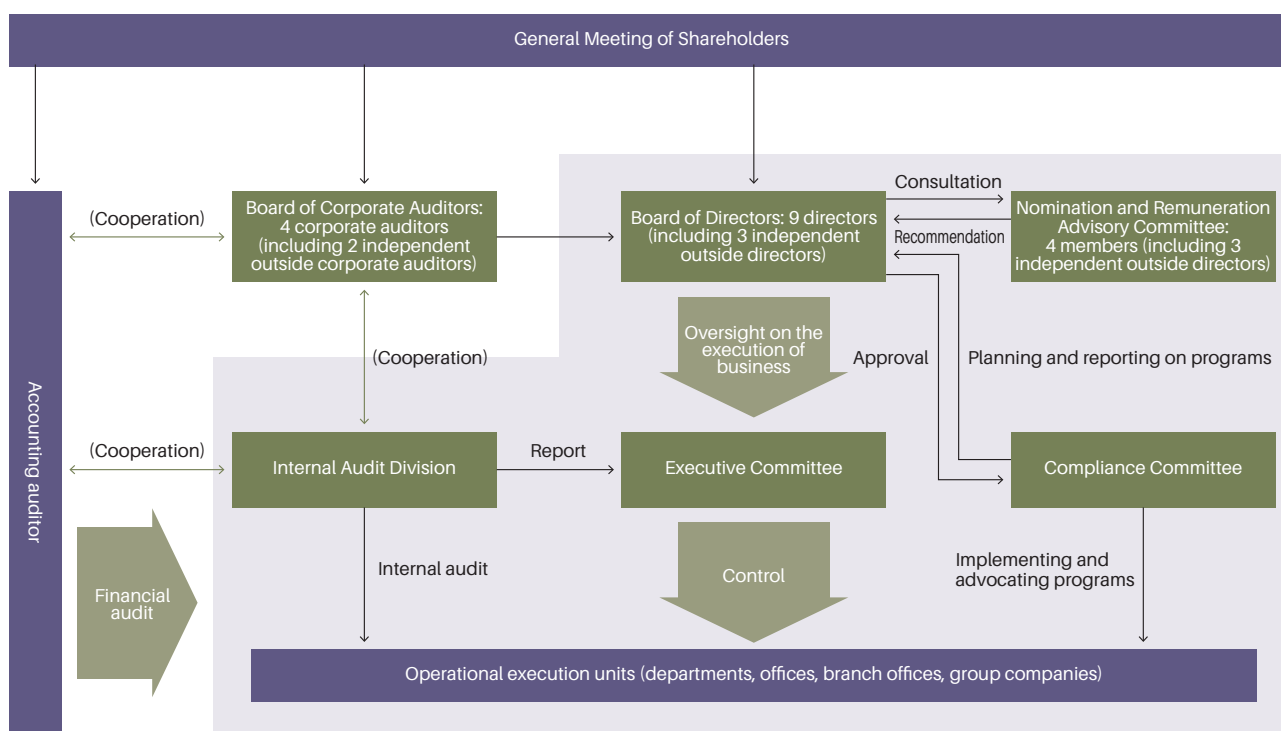 General Meeting of Shareholders
(Cooperation)
Board of Corporate Auditors:
4 corporate auditors
(including 2 independent
outside corporate auditors)
Board of Directors: 9 directors
(including 3 independent
outside directors)
Consultation
Recommendation
Nomination and Remuneration
Advisory Committee:
4 members (including 3
independent outside directors)
(Cooperation)
Oversight on the
execution of
business
Approval
Planning and reporting on programs
Accounting auditor
(Cooperation)
Internal Audit Division
Report
Executive Committee
Compliance Committee
Financial
audit
Internal audit
Control
Implementing and
advocating programs
Operational execution units (departments, offices, branch offices, group companies)